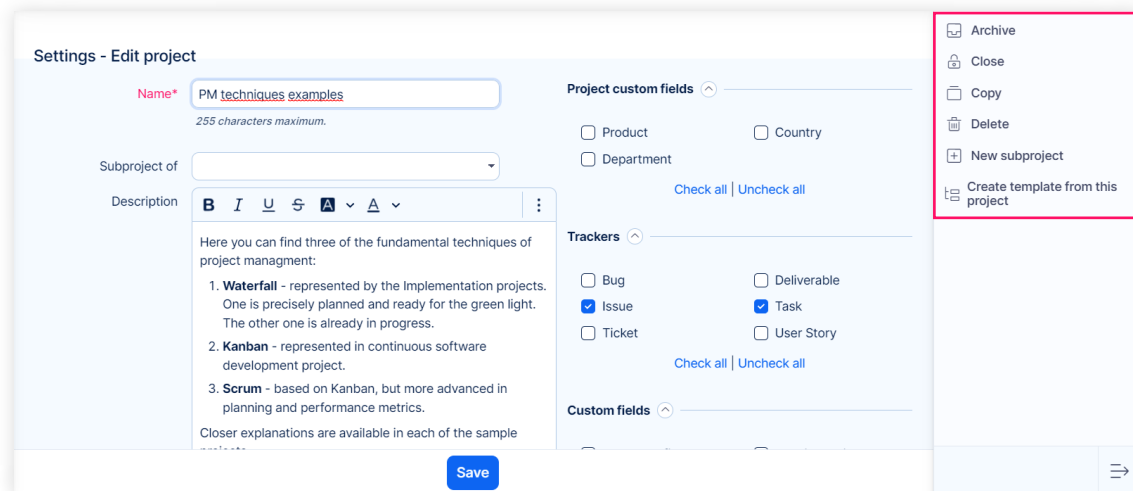 Settings - Edit project
Name*
PM techniques examples
255 characters maximum.
Subproject of
Description
B I U S A A
Here you can find three of the fundamental techniques of
project managment:
1. Waterfall - represented by the Implementation projects.
One is precisely planned and ready for the green light.
The other one is already in progress.
2. Kanban - represented in continuous software
development project.
3. Scrum - based on Kanban, but more advanced in
planning and performance metrics.
Closer explanations are available in each of the sample
Save
Project custom fields
Product
Country
Department
Check all | Uncheck all
Trackers
Bug
Deliverable
Issue
Task
Ticket
User Story
Check all | Uncheck all
Custom fields
Archive
Close
Copy
Delete
New subproject
Create template from this
project